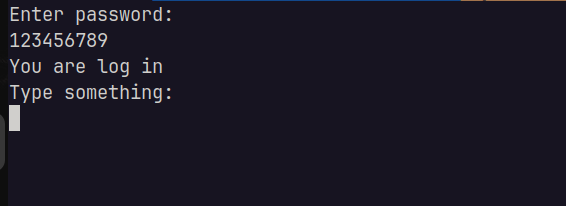 Enter password:
123456789
You are log in
Type something: